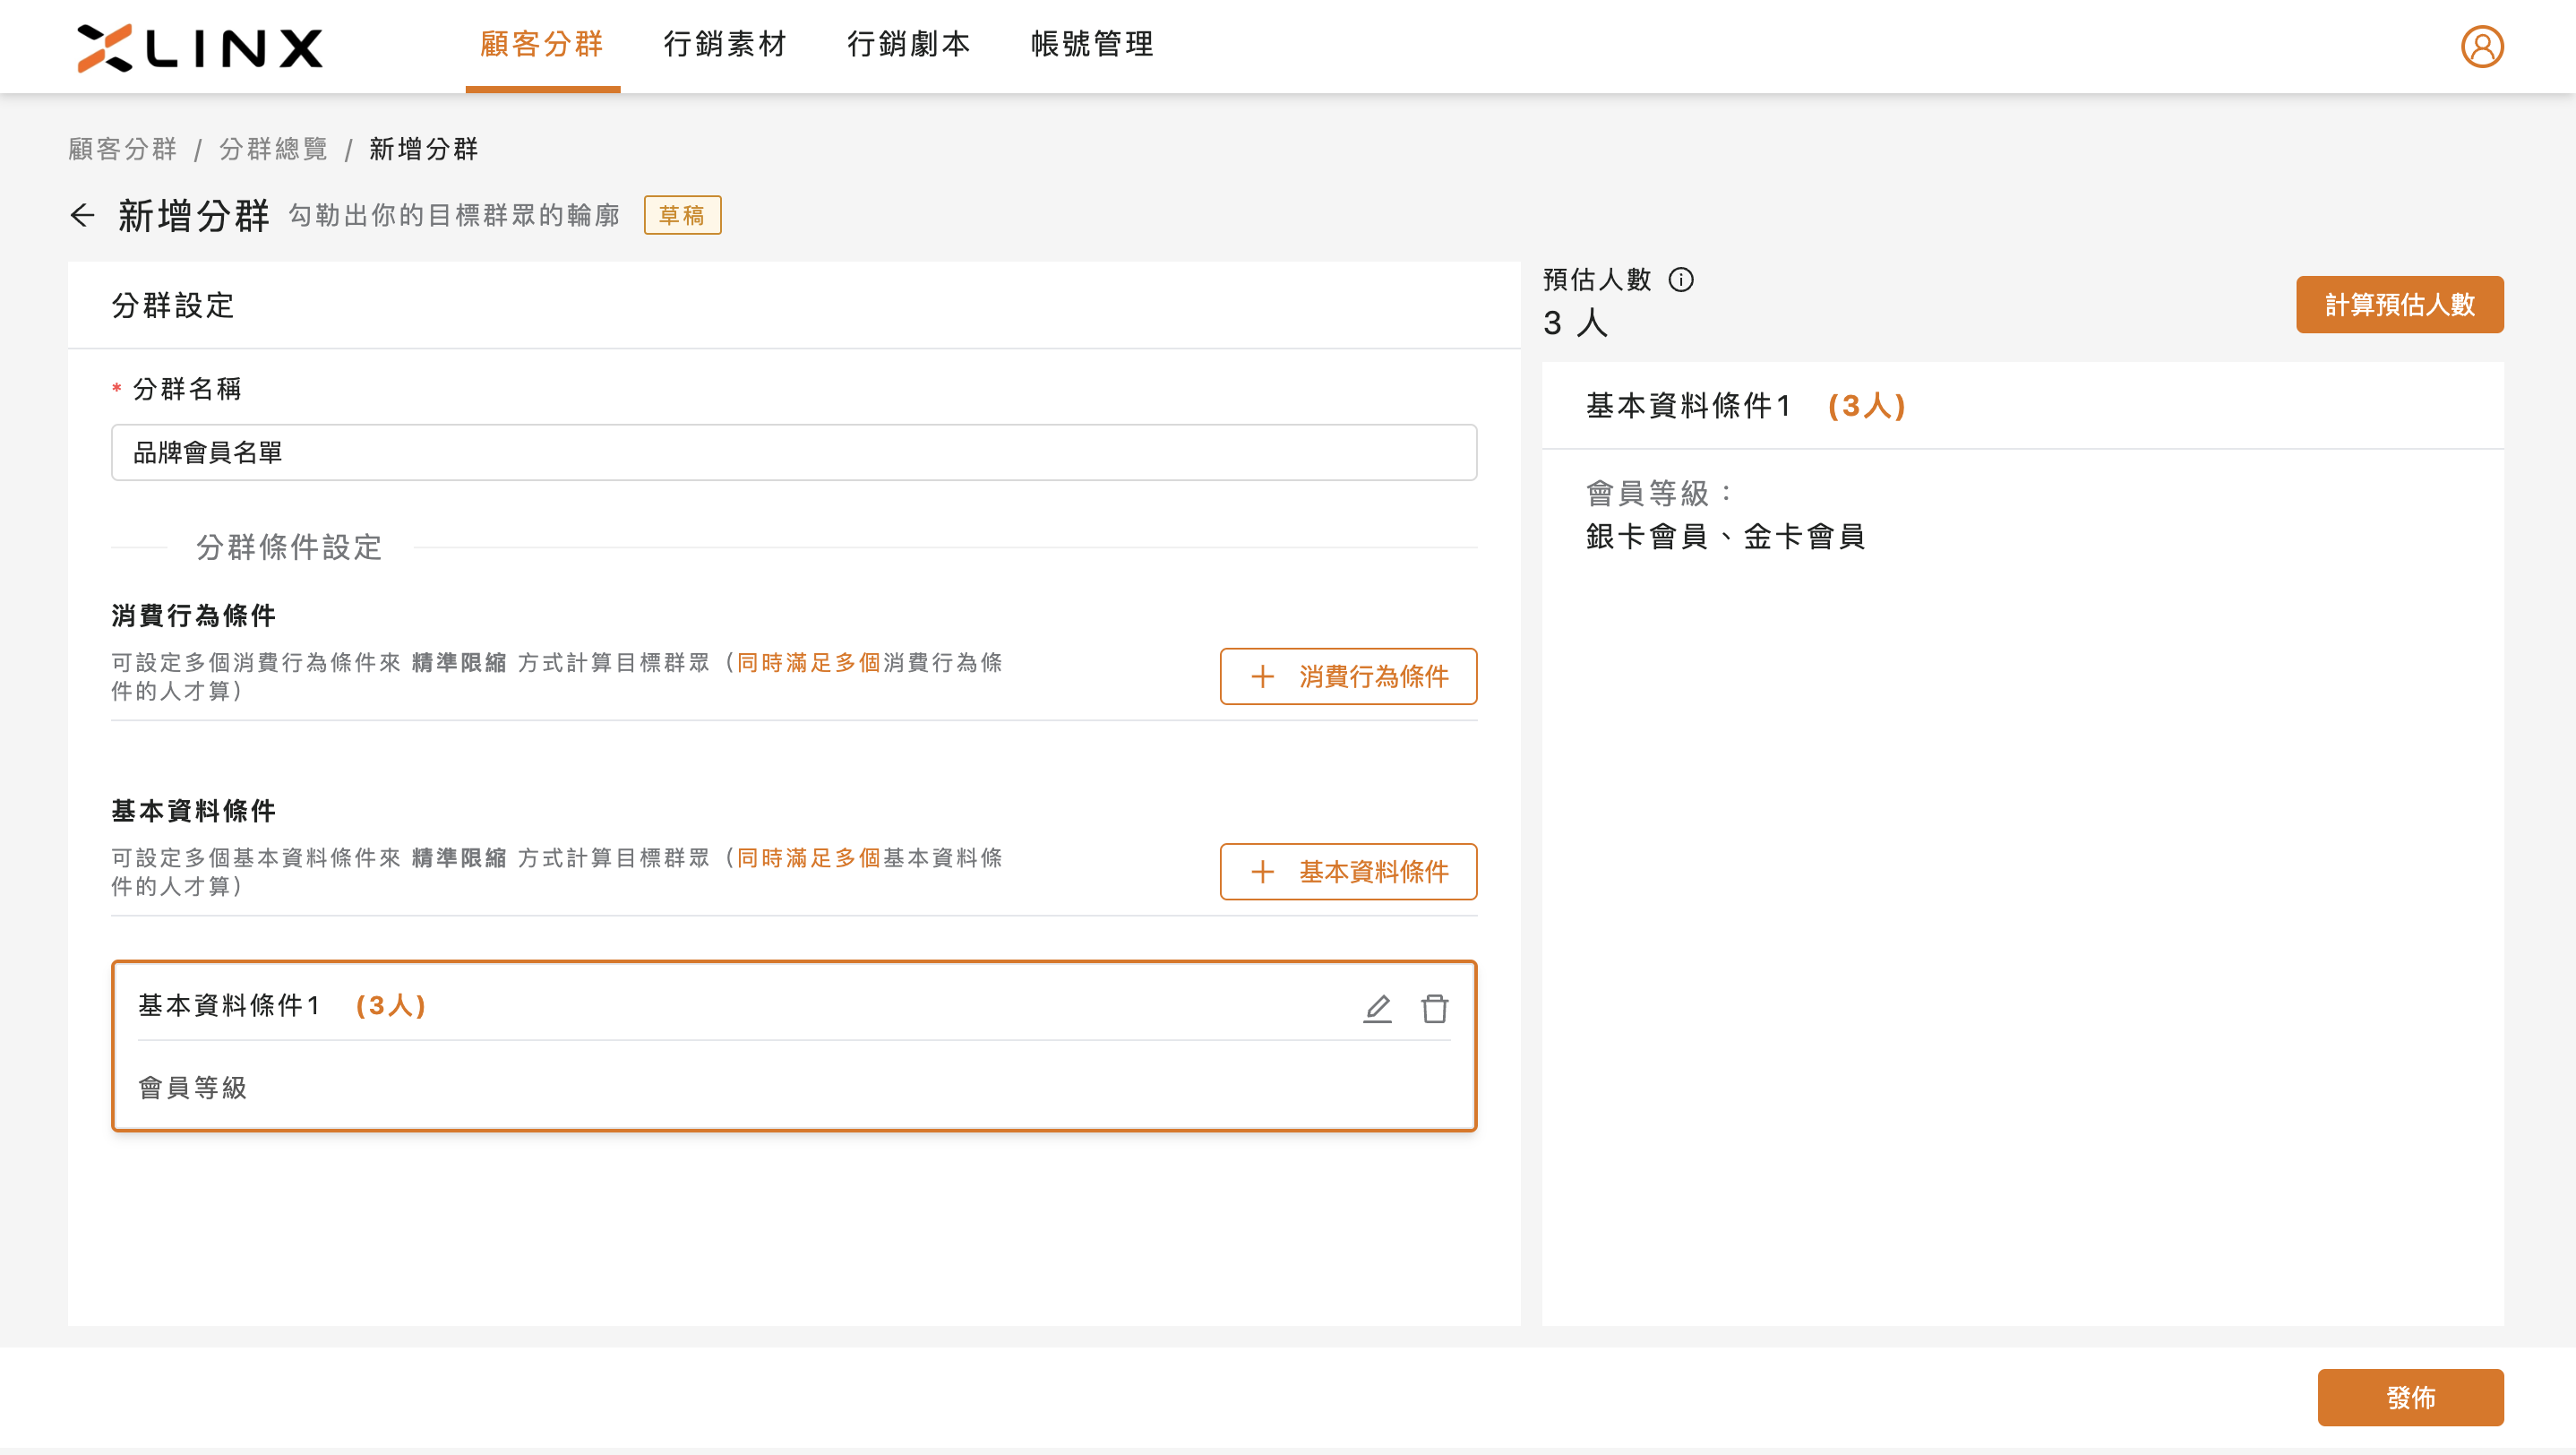 XLINX
顧客分群 行銷素材 行銷劇本 帳號管理
顧客分群 / 分群總覽 / 新增分群
新增分群 勾勒出你的目標群眾的輪廓 草稿
分群設定
* 分群名稱
品牌會員名單
分群條件設定
消費行為條件
可設定多個消費行為條件來 精準限縮 方式計算目標群眾（同時滿足多個消費行為條
件的人才算）
消費行為條件
基本資料條件
可設定多個基本資料條件來 精準限縮 方式計算目標群眾（同時滿足多個基本資料條
件的人才算）
基本資料條件
基本資料條件1 (3人)
會員等級
預估人數
3 人
計算預估人數
基本資料條件1 (3人)
會員等級：
銀卡會員、金卡會員
發佈